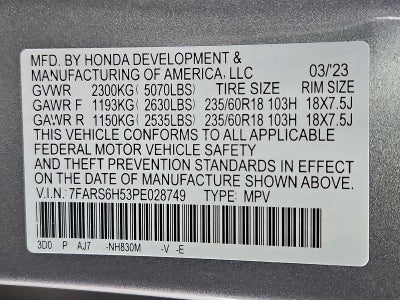 MFD. BY HONDA DEVELOPMENT &
MANUFACTURING OF AMERICA, LLC 03/'23
GVWR 2300KG( 5070LBS) TIRE SIZE RIM SIZE
GAWR F 1193KG( 2630LBS) 235/60R18 103H 18X7.5J
GAWR R 1150KG( 2535LBS) 235/60R18 103H 18X7.5J
THIS VEHICLE CONFORMS TO ALL APPLICABLE
FEDERAL MOTOR VEHICLE SAFETY
AND THEFT PREVENTION STANDARDS IN EFFECT
ON THE DATE OF MANUFACTURE SHOWN ABOVE.
V.I.N.: 7FARS6H53PE028749 TYPE: MPV
3D0 P AJ7 -NH830M -V -E